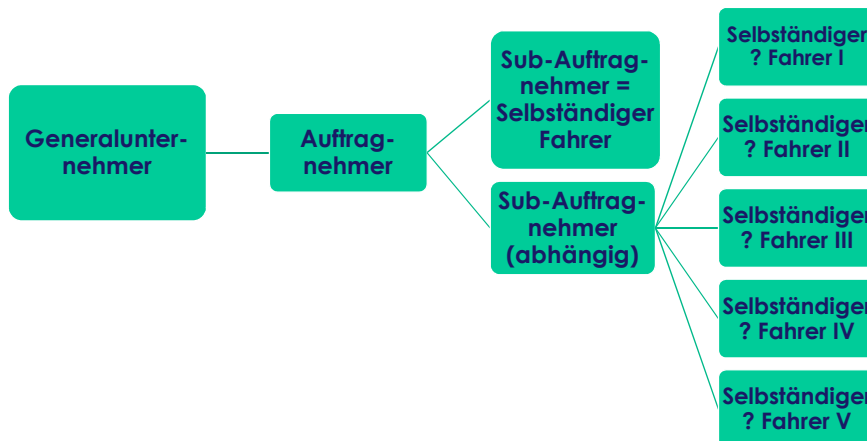 Generalunter-
nehmer
Auftrag-
nehmer
Sub-Auftrag-
nehmer =
Selbständiger
Fahrer
Sub-Auftrag-
nehmer
(abhängig)
Selbständiger
? Fahrer I
Selbständiger
? Fahrer II
Selbständiger
? Fahrer III
Selbständiger
? Fahrer IV
Selbständiger
? Fahrer V